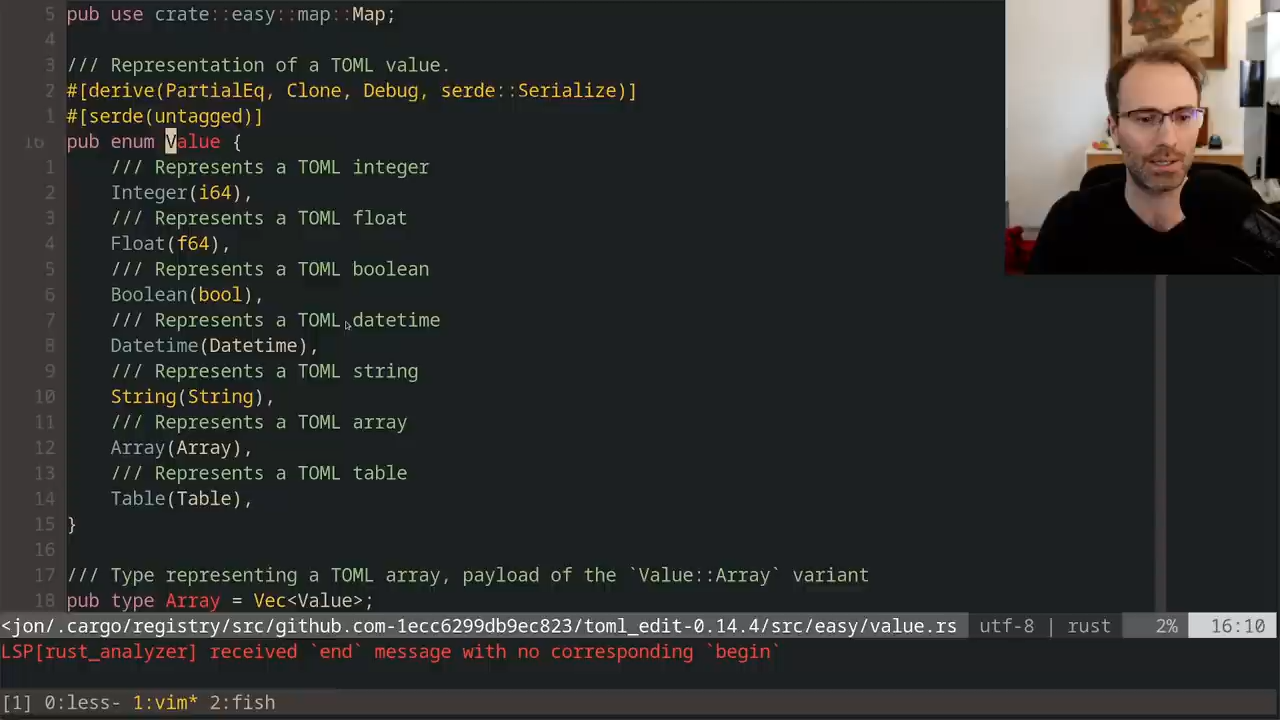 5 pub use crate::easy::map::Map;
4
3 /// Representation of a TOML value.
2 #[derive(PartialEq, Clone, Debug, serde::Serialize)]
1 #[serde(untagged)]
16 pub enum Value {
1     /// Represents a TOML integer
2     Integer(i64),
3     /// Represents a TOML float
4     Float(f64),
5     /// Represents a TOML boolean
6     Boolean(bool),
7     /// Represents a TOML datetime
8     Datetime(Datetime),
9     /// Represents a TOML string
10     String(String),
11     /// Represents a TOML array
12     Array(Array),
13     /// Represents a TOML table
14     Table(Table),
15 }
16
17 /// Type representing a TOML array, payload of the `Value::Array` variant
18 pub type Array = Vec<Value>;
<jon/.cargo/registry/src/github.com-1ecc6299db9ec823/toml_edit-0.14.4/src/easy/value.rs utf-8 | rust 2% 16:10
LSP[rust_analyzer] received `end` message with no corresponding `begin`
[1] 0:less- 1:vim* 2:fish